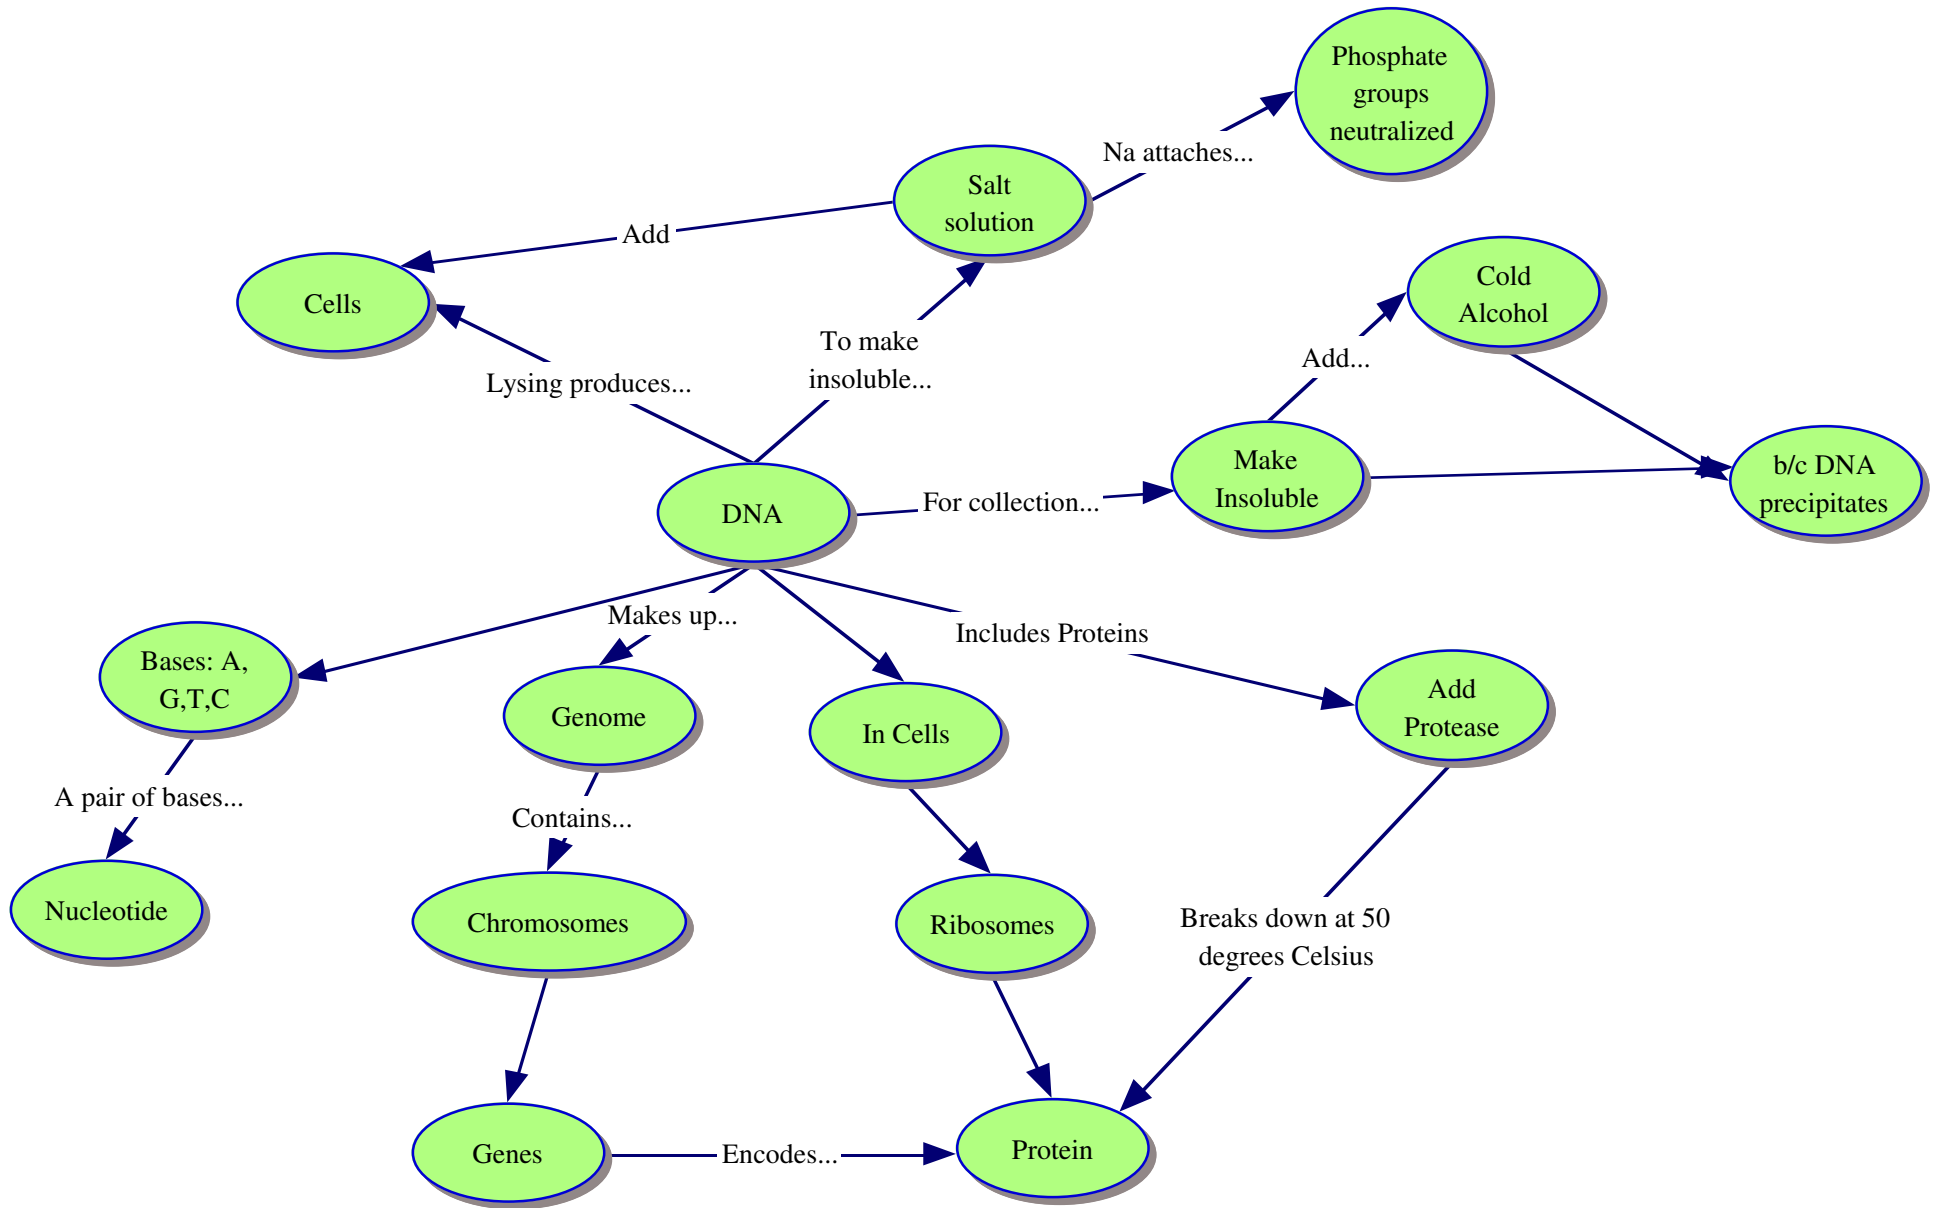 Phosphate
groups
neutralized
Na attaches...
Salt
solution
Add
Cells
Cold
Alcohol
To make
insoluble...
Add...
Lysing produces...
Make
Insoluble
b/c DNA
precipitates
DNA
For collection...
Makes up...
Includes Proteins
Bases: A,
G,T,C
Genome
In Cells
Add
Protease
A pair of bases...
Contains...
Nucleotide
Chromosomes
Ribosomes
Breaks down at 50
degrees Celsius
Genes
Encodes...
Protein